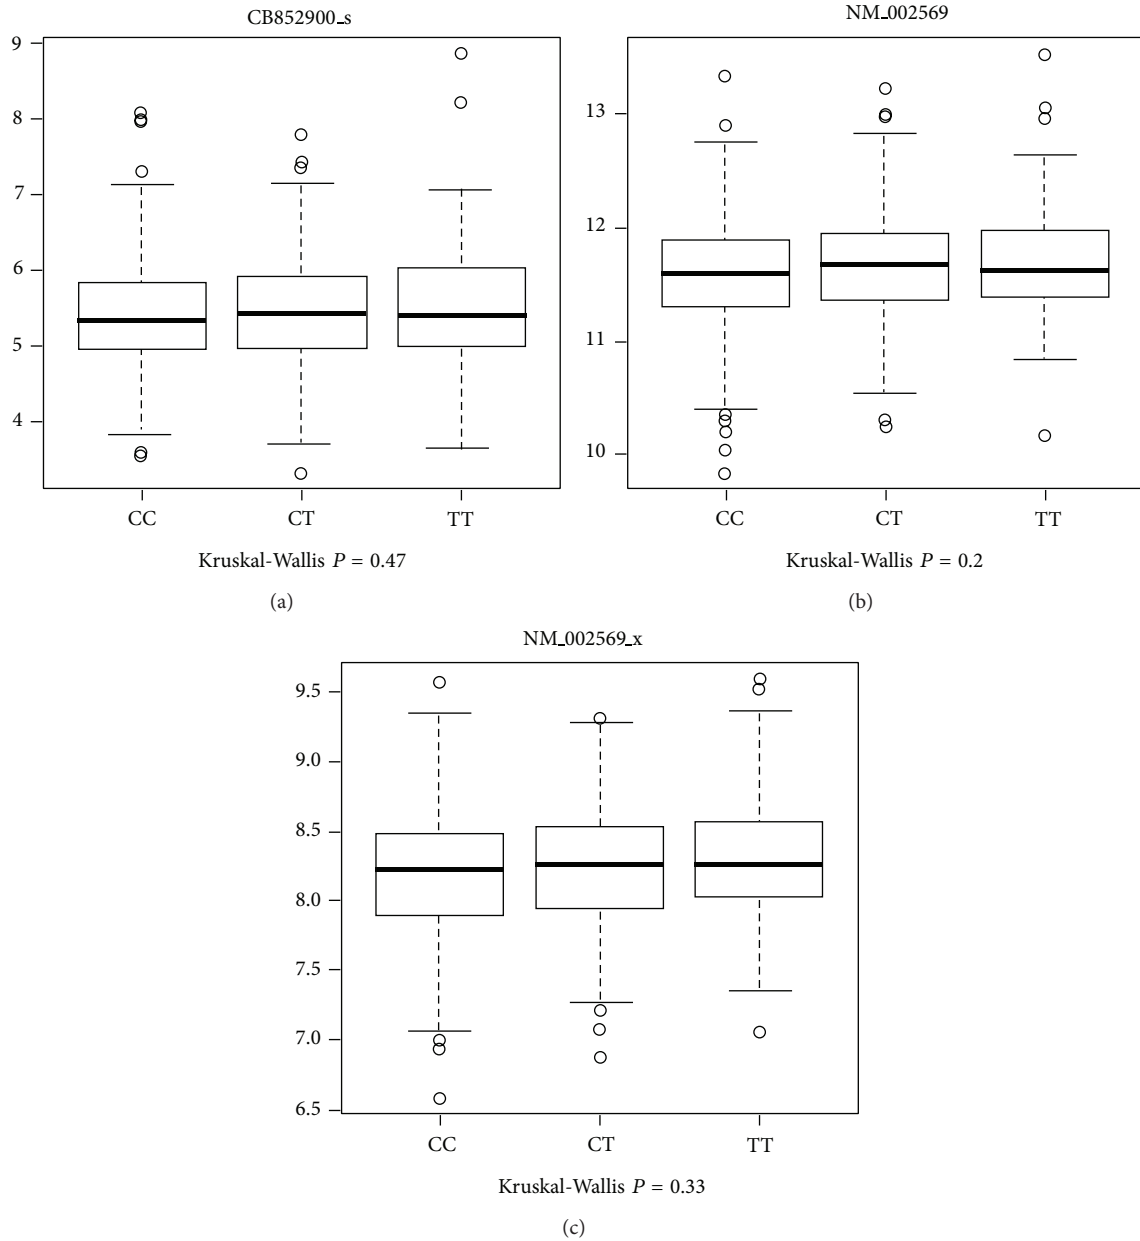 CB852900_s
9
8
7
6
5
4
CC CT TT
Kruskal-Wallis P = 0.47
(a)
NM_002569
13
12
11
10
CC CT TT
Kruskal-Wallis P = 0.2
(b)
NM_002569_x
9.5
9.0
8.5
8.0
7.5
7.0
6.5
CC CT TT
Kruskal-Wallis P = 0.33
(c)